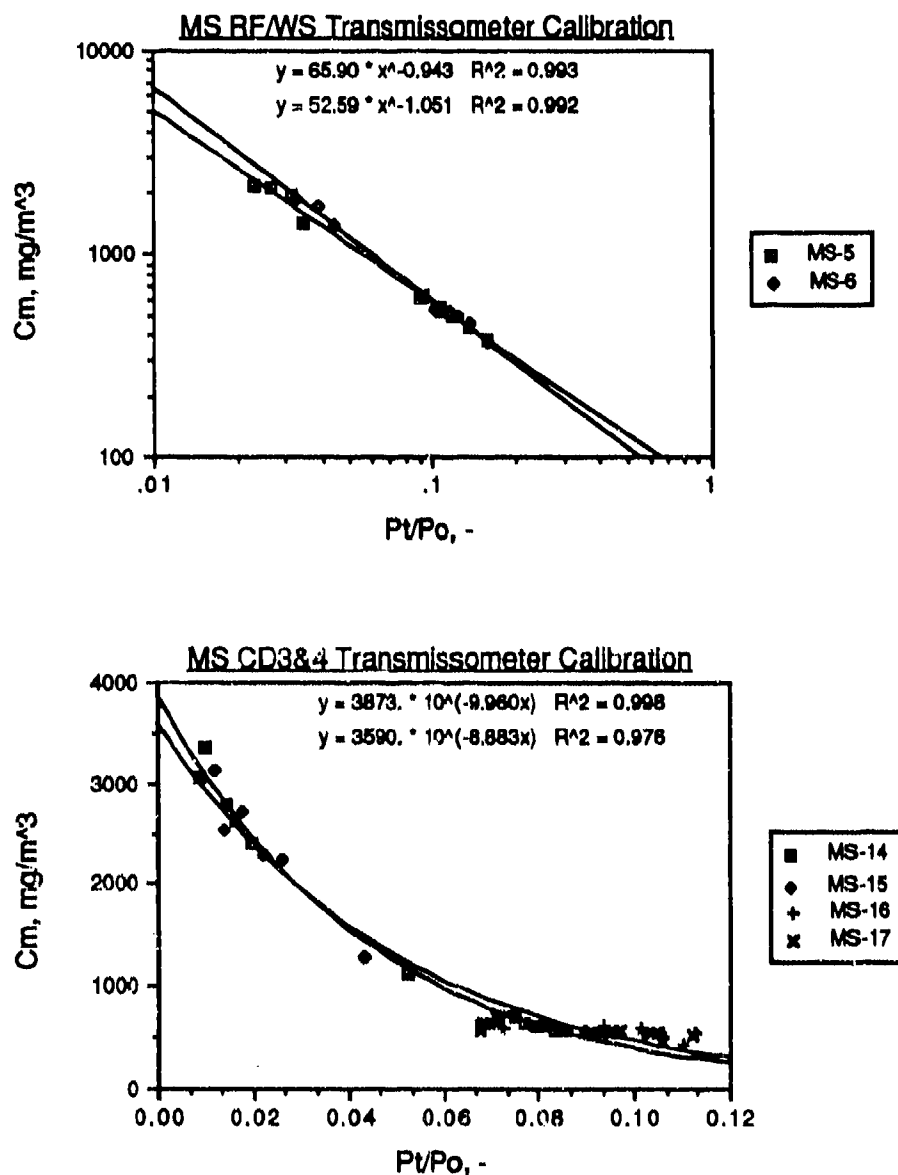 MS RF/WS Transmissometer Calibration
10000
y = 65.90 * x^-0.943 R^2 = 0.993
y = 52.59 * x^-1.051 R^2 = 0.992
Cm, mg/m^3
1000
100
.01
.1
1
Pt/Po, -
MS-5
MS-6
MS CD3&4 Transmissometer Calibration
4000
y = 3873. * 10^(-9.960x) R^2 = 0.998
y = 3590. * 10^(-8.883x) R^2 = 0.976
3000
Cm, mg/m^3
2000
1000
0
0.00
0.02
0.04
0.06
0.08
0.10
0.12
Pt/Po, -
MS-14
MS-15
MS-16
MS-17